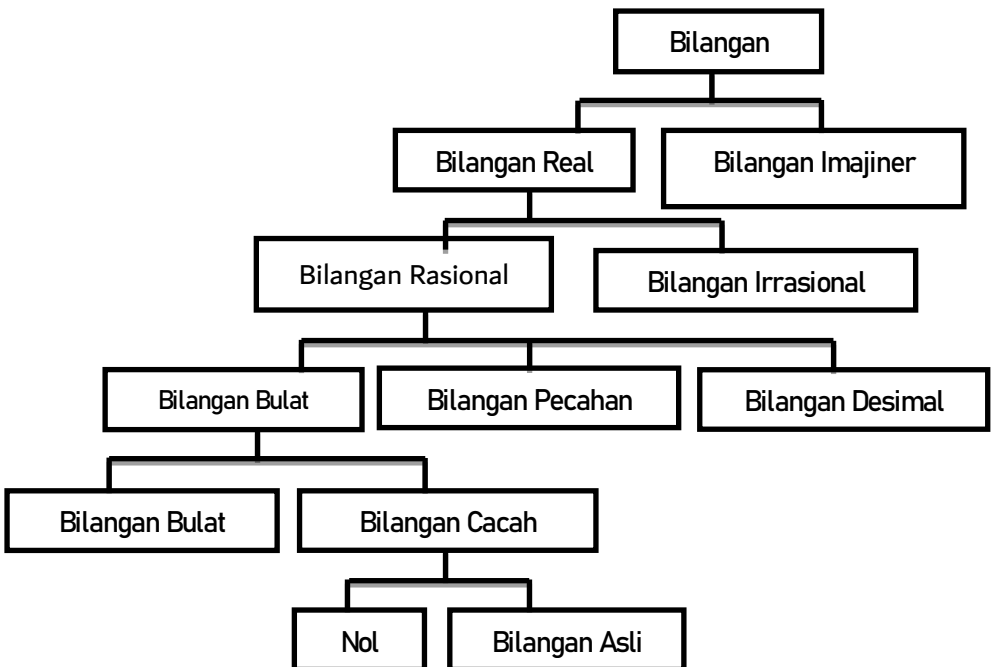 Bilangan
Bilangan Real
Bilangan Imajiner
Bilangan Rasional
Bilangan Irrasional
Bilangan Bulat
Bilangan Pecahan
Bilangan Desimal
Bilangan Bulat
Bilangan Cacah
Nol
Bilangan Asli